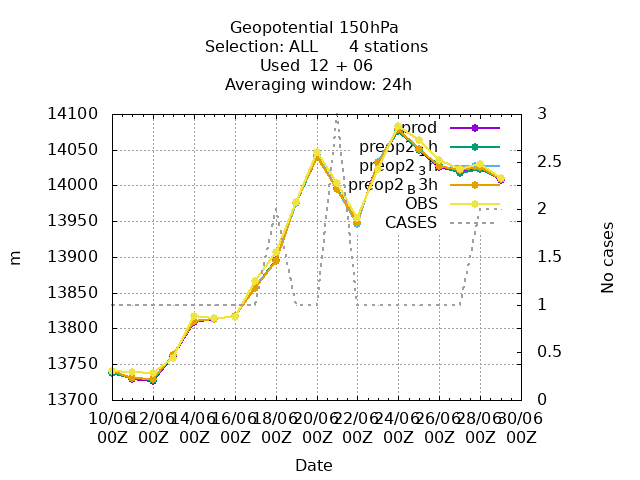 Geopotential 150hPa
Selection: ALL 4 stations
Used 12 + 06
Averaging window: 24h
14100
14050
14000
13950
13900
13850
13800
13750
13700
3
2.5
2
1.5
1
0.5
0
m
No cases
prod
preop2 h
preop2 3h
preop2 B 3h
OBS
CASES
10/06 12/06 14/06 16/06 18/06 20/06 22/06 24/06 26/06 28/06 30/06
00Z 00Z 00Z 00Z 00Z 00Z 00Z 00Z 00Z 00Z 00Z
Date